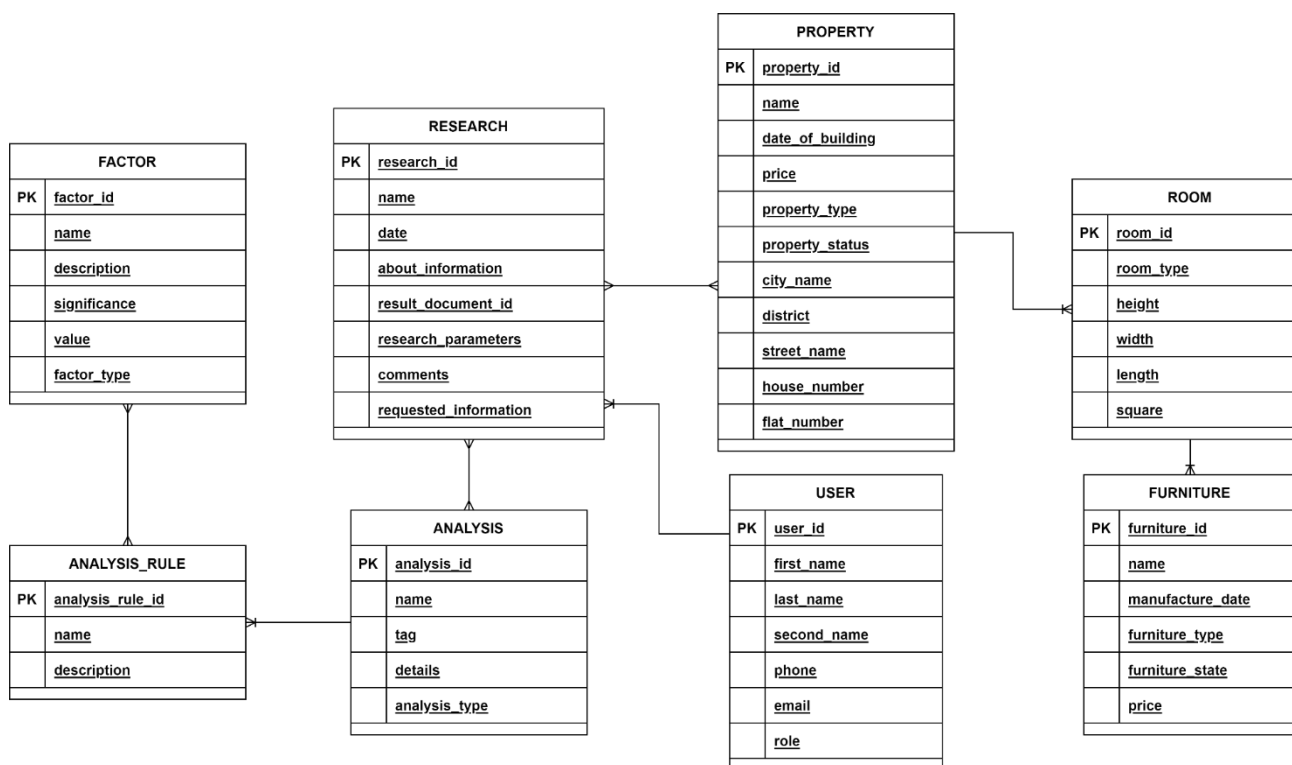 FACTOR
PK factor_id
name
description
significance
value
factor_type
ANALYSIS_RULE
PK analysis_rule_id
name
description
RESEARCH
PK research_id
name
date
about_information
result_document_id
research_parameters
comments
requested_information
ANALYSIS
PK analysis_id
name
tag
details
analysis_type
PROPERTY
PK property_id
name
date_of_building
price
property_type
property_status
city_name
district
street_name
house_number
flat_number
USER
PK user_id
first_name
last_name
second_name
phone
email
role
ROOM
PK room_id
room_type
height
width
length
square
FURNITURE
PK furniture_id
name
manufacture_date
furniture_type
furniture_state
price